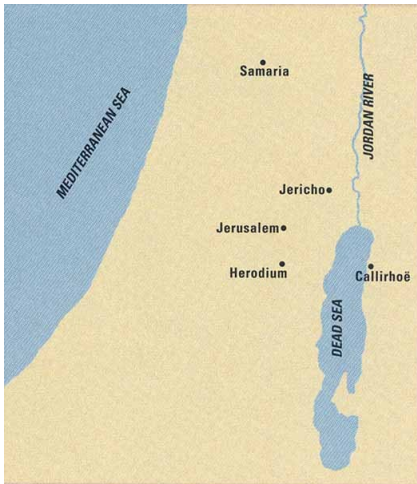 Samaria
MEDITERRANEAN SEA
JORDAN RIVER
Jericho
Jerusalem
Herodium
Callirhoë
DEAD SEA